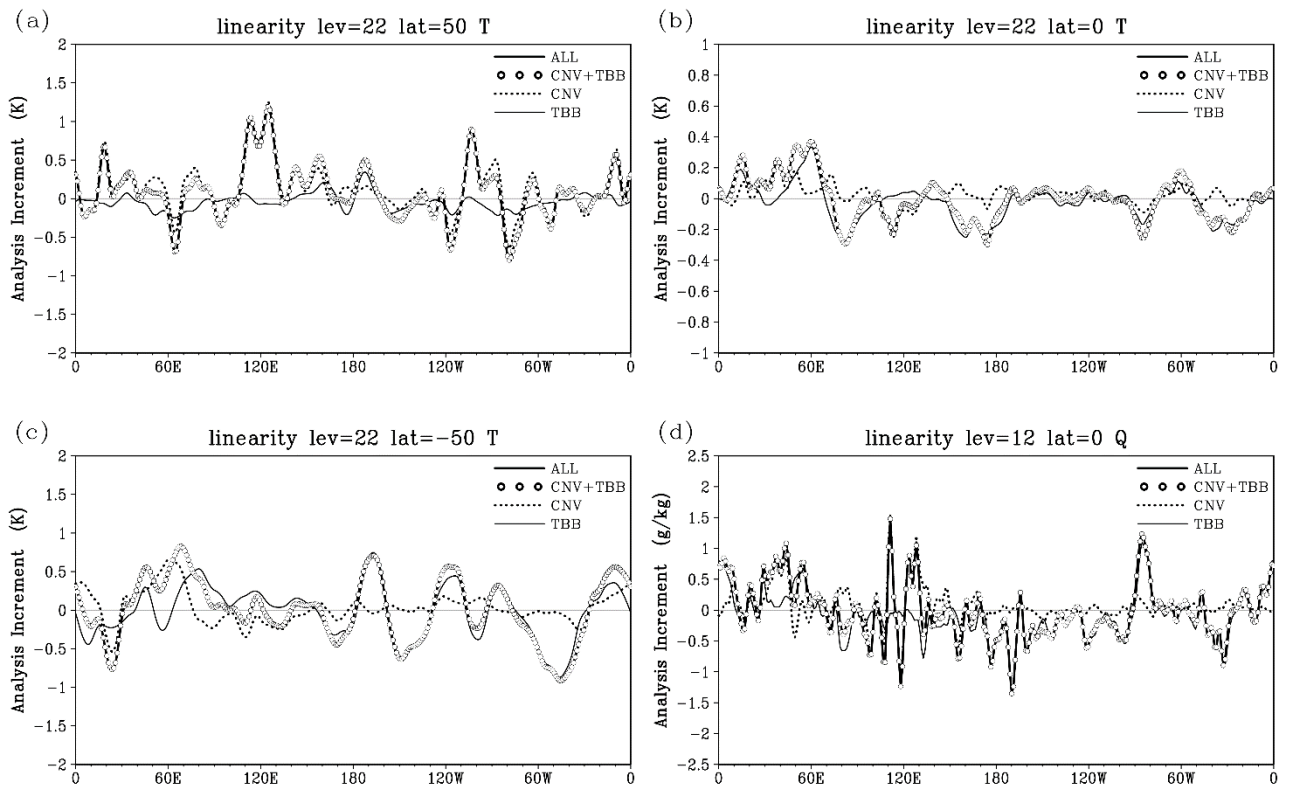 (a)
linearity lev=22 lat=50 T
ALL
CNV+TBB
CNV
TBB
Analysis Increment (K)
2
1.5
1
0.5
0
−0.5
−1
−1.5
−2
0
60E
120E
180
120W
60W
0
(b)
linearity lev=22 lat=0 T
ALL
CNV+TBB
CNV
TBB
Analysis Increment (K)
1
0.8
0.6
0.4
0.2
0
−0.2
−0.4
−0.6
−0.8
−1
0
60E
120E
180
120W
60W
0
(c)
linearity lev=22 lat=−50 T
ALL
CNV+TBB
CNV
TBB
Analysis Increment (K)
2
1.5
1
0.5
0
−0.5
−1
−1.5
−2
0
60E
120E
180
120W
60W
0
(d)
linearity lev=12 lat=0 Q
ALL
CNV+TBB
CNV
TBB
Analysis Increment (g/kg)
2.5
2
1.5
1
0.5
0
−0.5
−1
−1.5
−2
−2.5
0
60E
120E
180
120W
60W
0